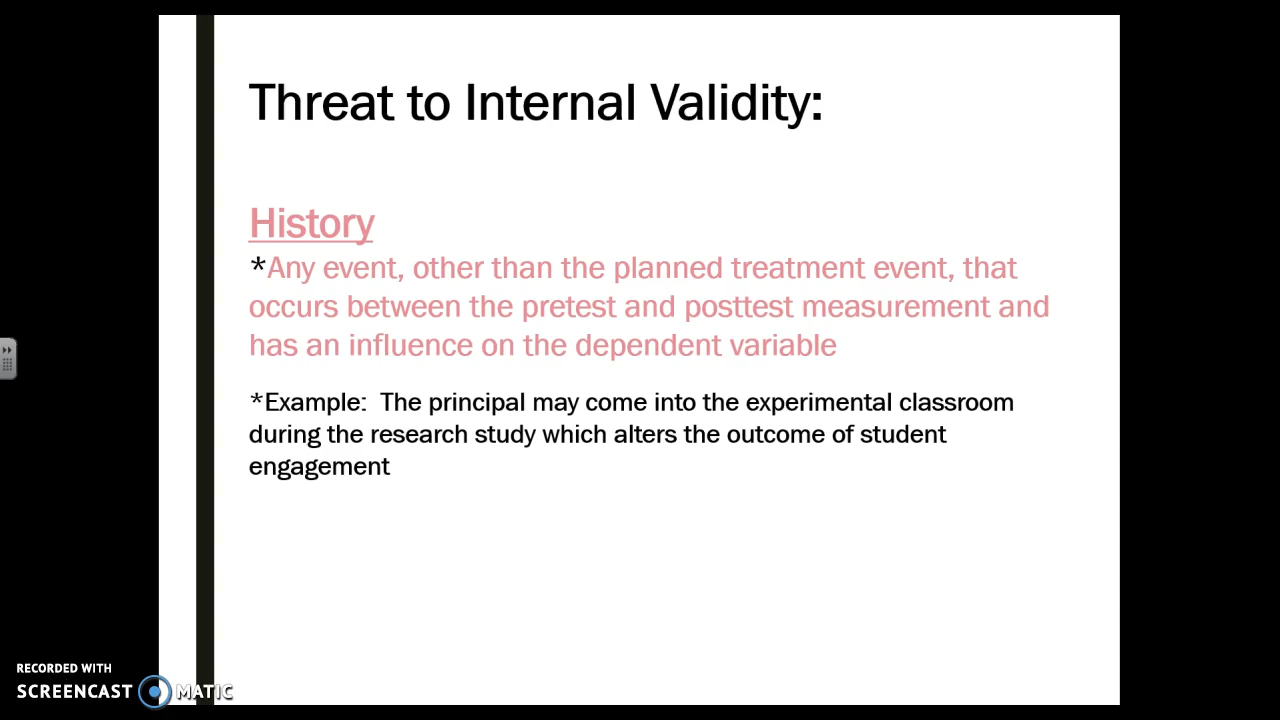 Threat to Internal Validity:
History
*Any event, other than the planned treatment event, that
occurs between the pretest and posttest measurement and
has an influence on the dependent variable
*Example:  The principal may come into the experimental classroom
during the research study which alters the outcome of student
engagement
RECORDED WITH
SCREENCAST MATIC